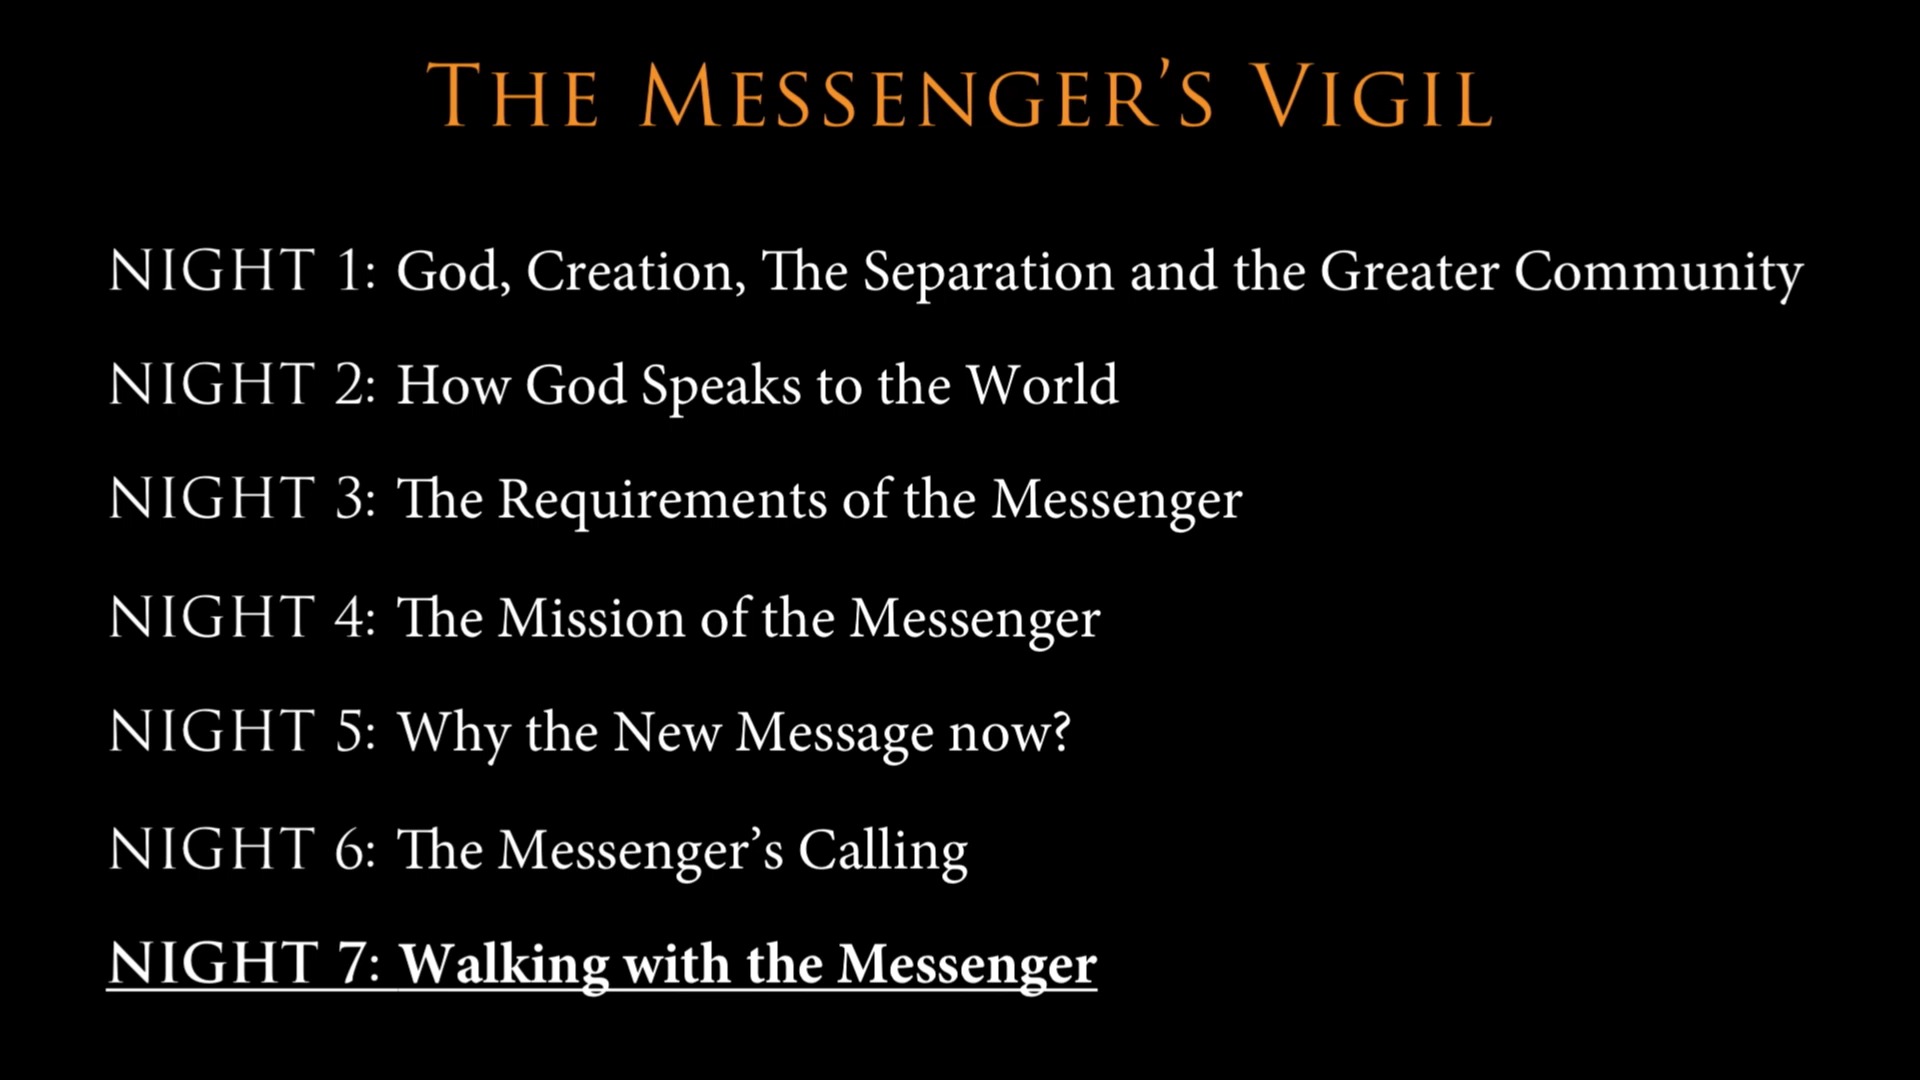 The Messenger’s Vigil
NIGHT 1: God, Creation, The Separation and the Greater Community
NIGHT 2: How God Speaks to the World
NIGHT 3: The Requirements of the Messenger
NIGHT 4: The Mission of the Messenger
NIGHT 5: Why the New Message now?
NIGHT 6: The Messenger’s Calling
NIGHT 7: Walking with the Messenger